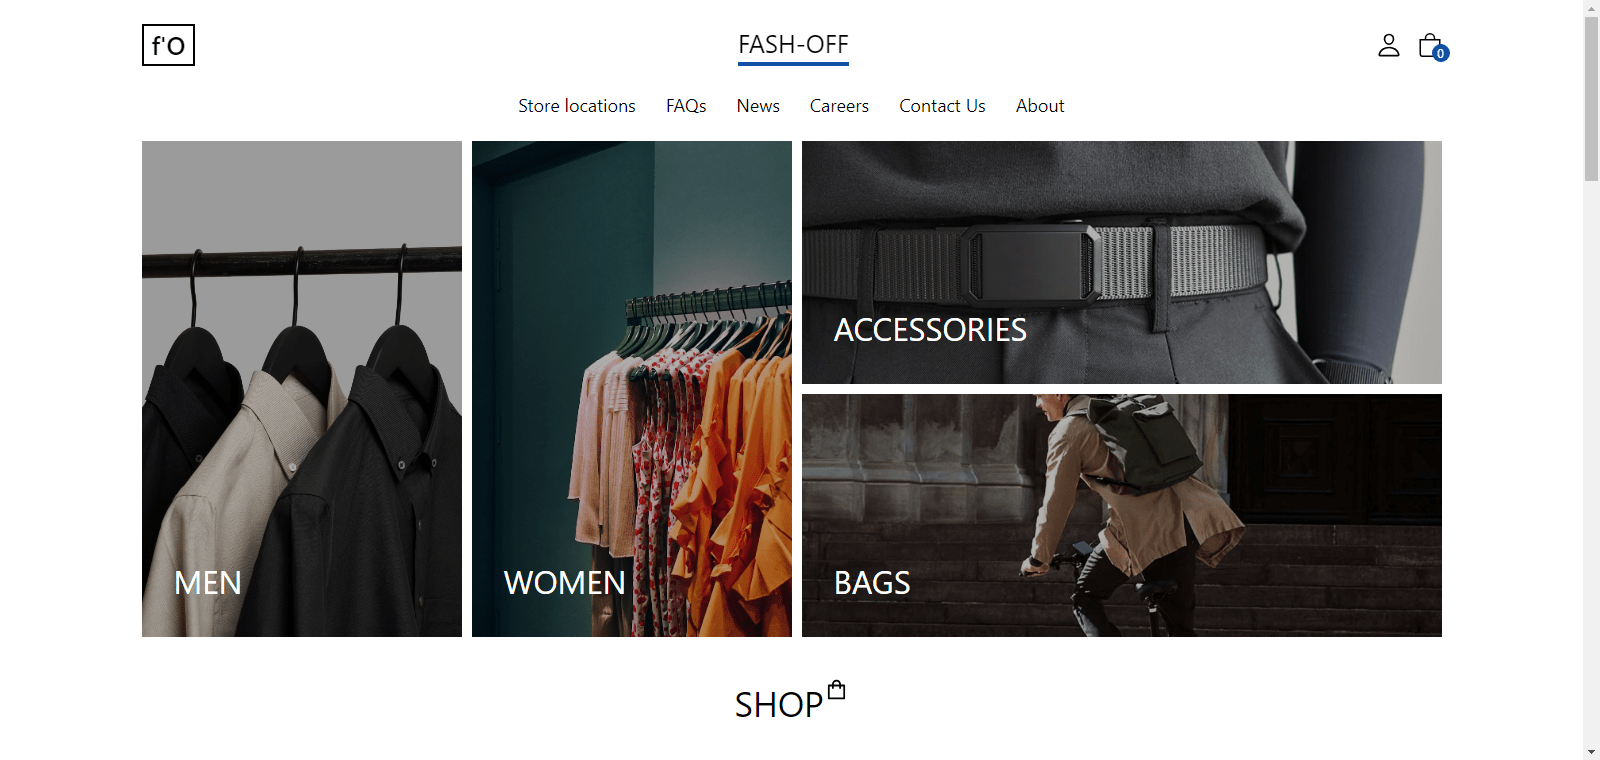 f'O
FASH-OFF
0
Store locations FAQs News Careers Contact Us About
MEN
WOMEN
ACCESSORIES
BAGS
SHOP